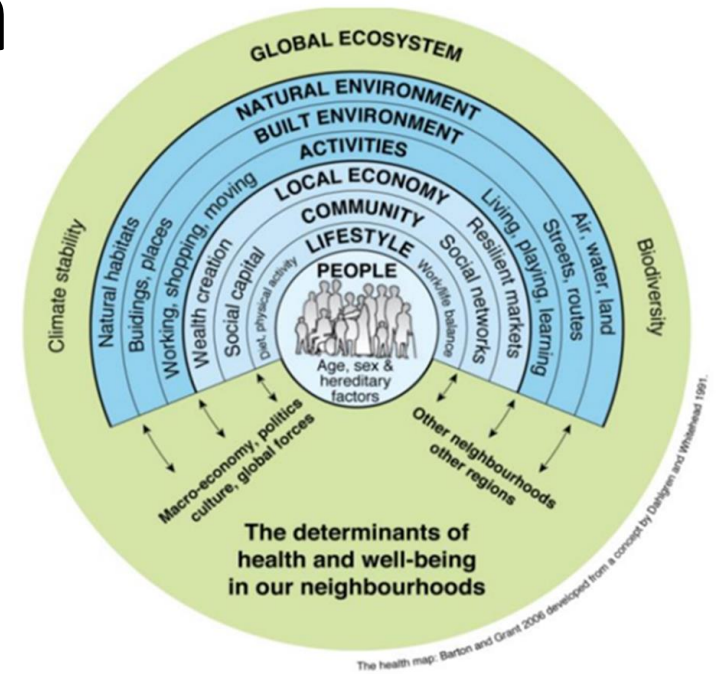 GLOBAL ECOSYSTEM
NATURAL ENVIRONMENT
BUILT ENVIRONMENT
ACTIVITIES
LOCAL ECONOMY
COMMUNITY
LIFESTYLE
PEOPLE
Age, sex &
hereditary
factors
Climate stability
Natural habitats
Buidings, places
Working, shopping, moving
Wealth creation
Social capital
Diet, physical activity
Work/life balance
Social networks
Resilient markets
Living, playing, learning
Streets, routes
Air, water, land
Biodiversity
Macro-economy, politics
culture, global forces
Other neighbourhoods
other regions
The determinants of
health and well-being
in our neighbourhoods
The health map: Barton and Grant 2006 developed from a concept by Dahlgren and Whitehead 1991.